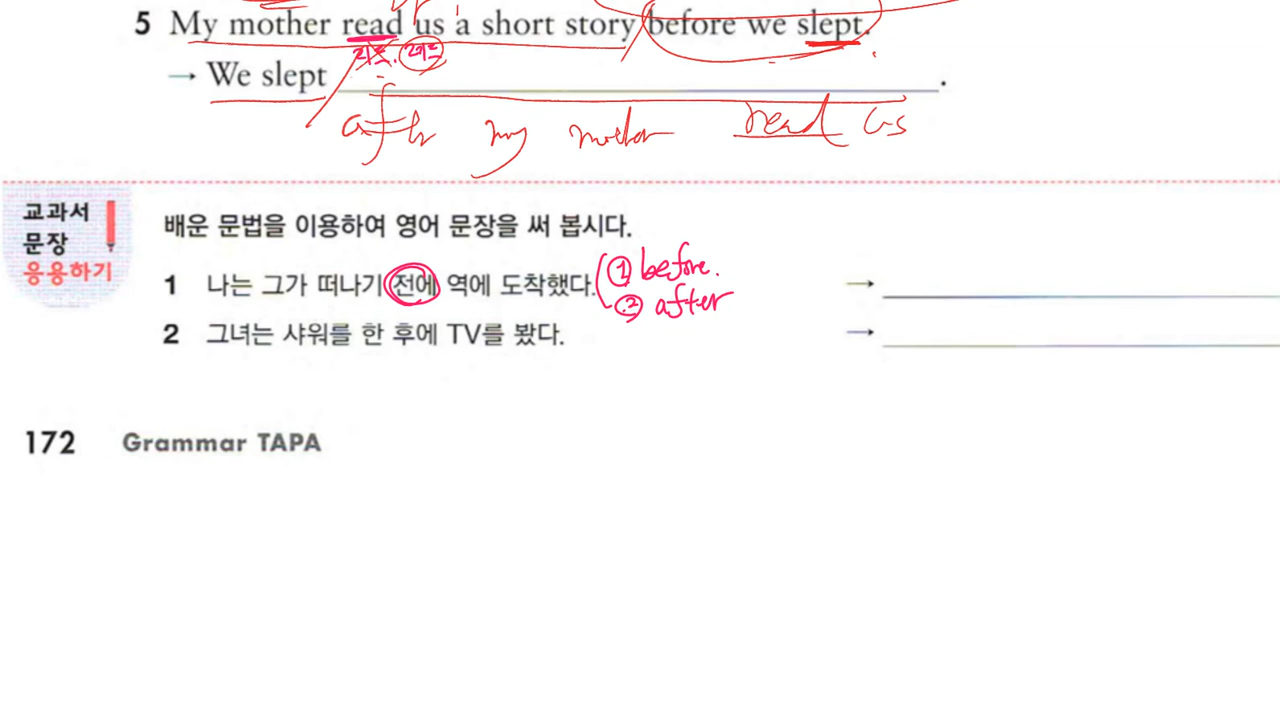 5 My mother read us a short story before we slept.
리드. 레드
→ We slept .
after my mother read us
교과서
문장
응용하기
배운 문법을 이용하여 영어 문장을 써 봅시다.
1 나는 그가 떠나기 전에 역에 도착했다. ① before. →
② after
2 그녀는 샤워를 한 후에 TV를 봤다. →
172 Grammar TAPA